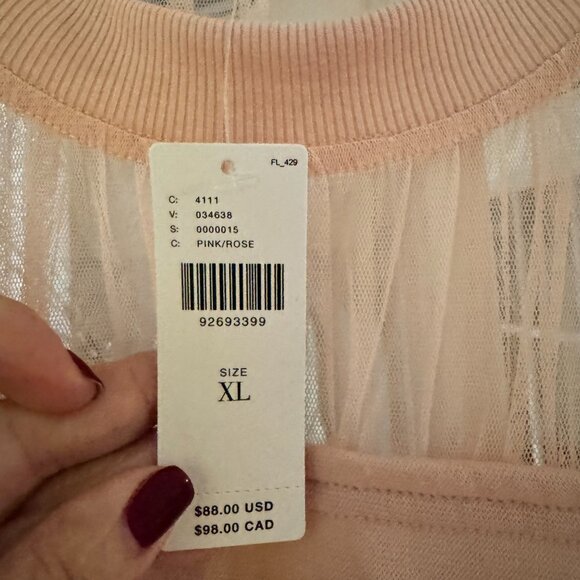 FL_429
C: 4111
V: 034638
S: 0000015
C: PINK/ROSE
92693399
SIZE
XL
$88.00 USD
$98.00 CAD